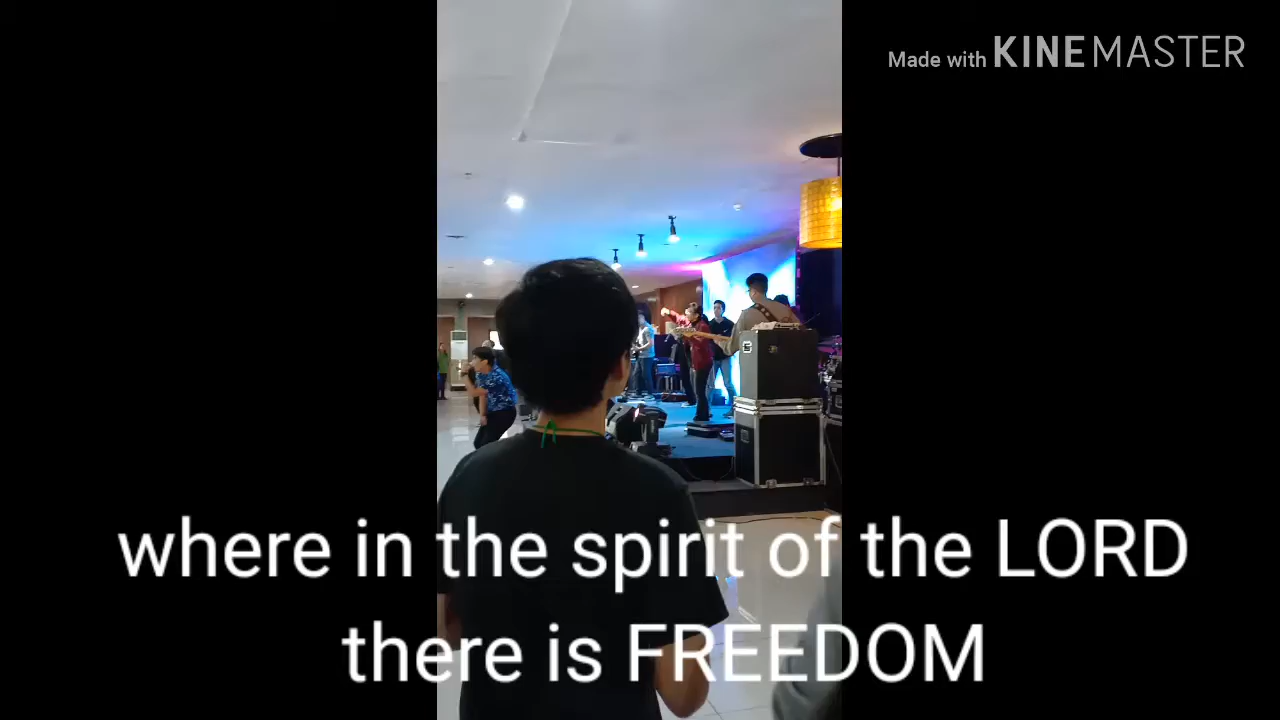 Made with KINEMASTER
where in the spirit of the LORD
there is FREEDOM